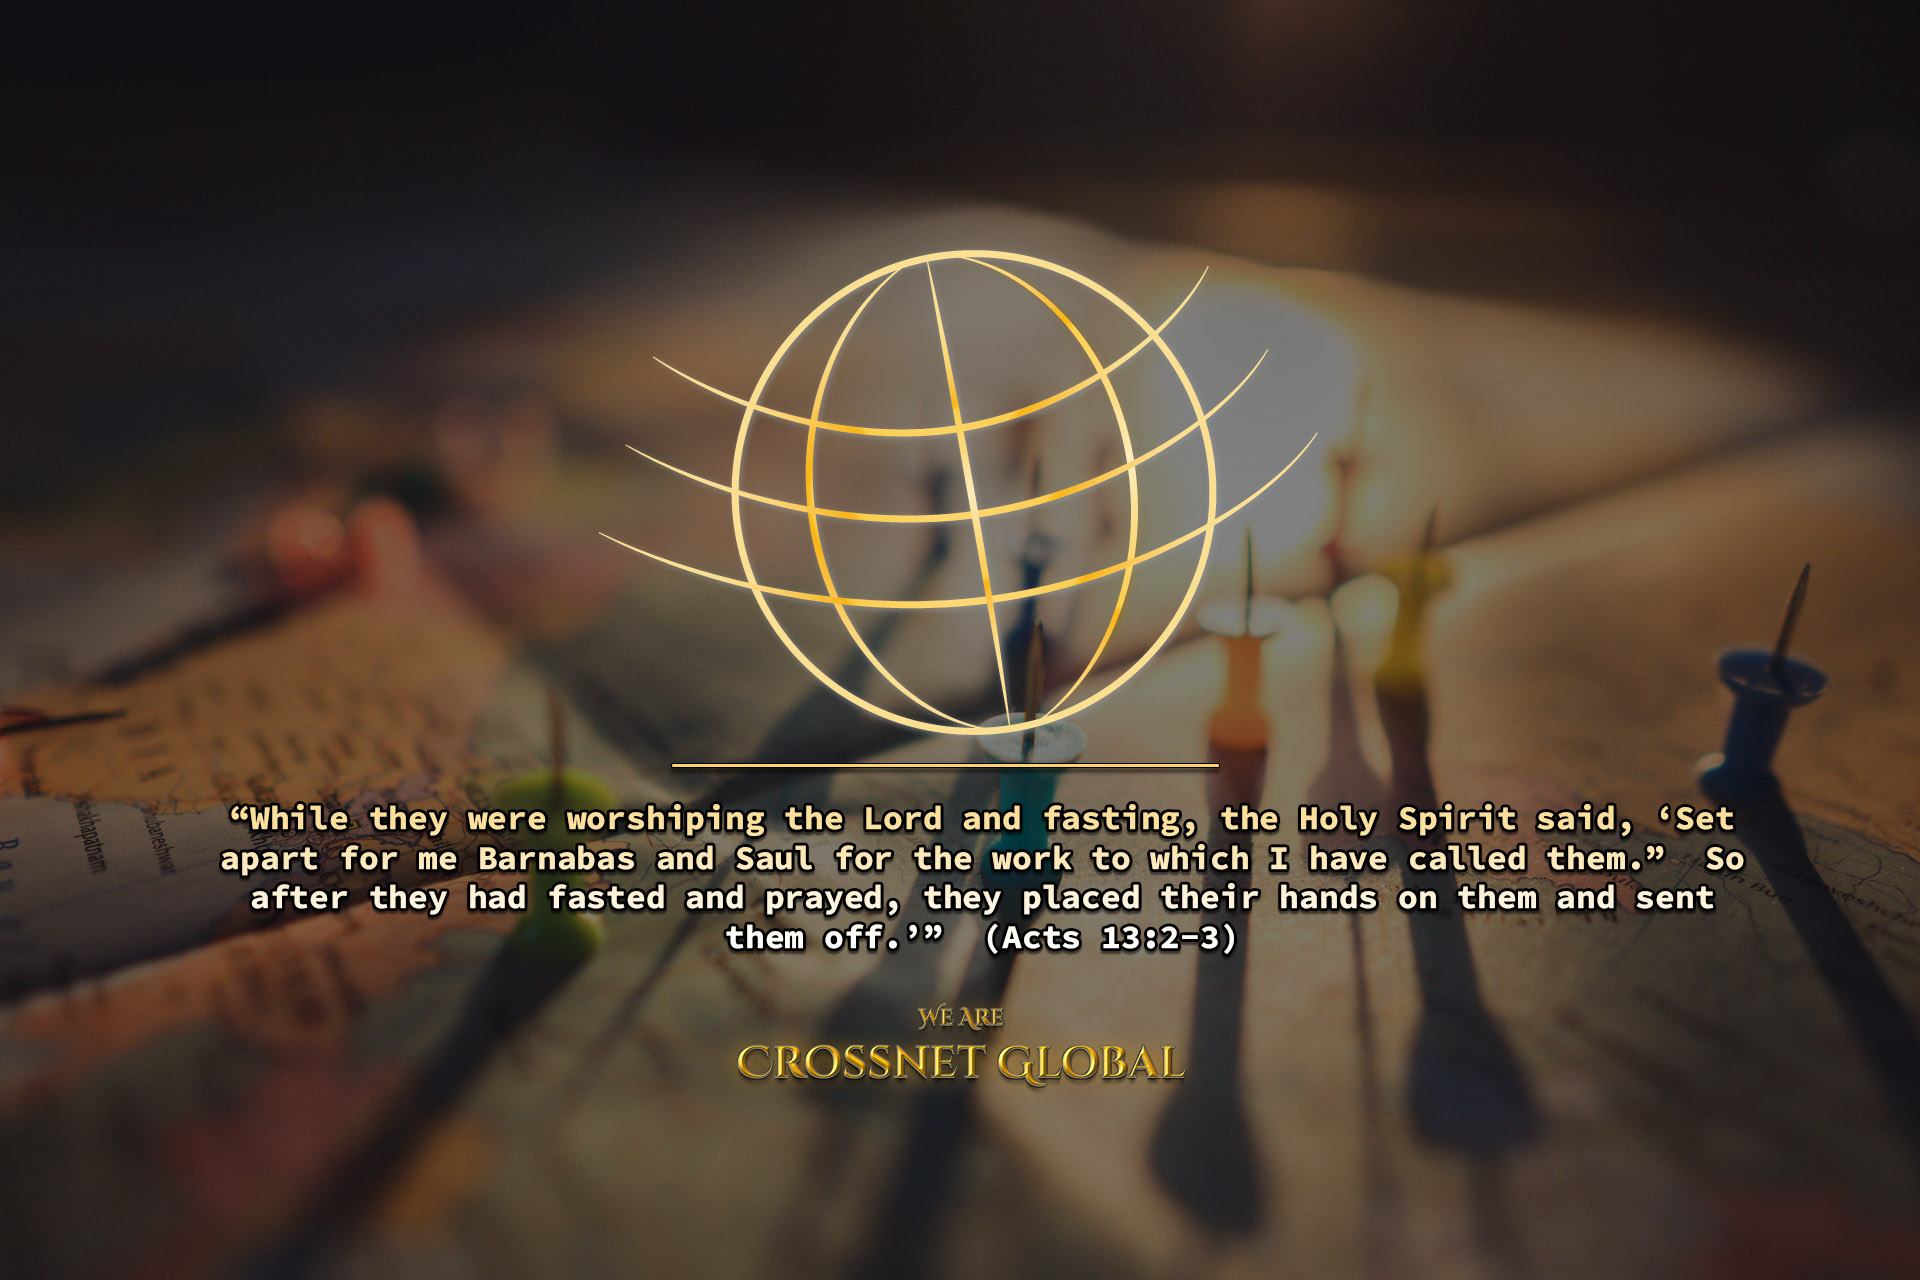 “While they were worshiping the Lord and fasting, the Holy Spirit said, ‘Set
apart for me Barnabas and Saul for the work to which I have called them.”  So
after they had fasted and prayed, they placed their hands on them and sent
them off.’”  (Acts 13:2-3)
We Are
Crossnet Global